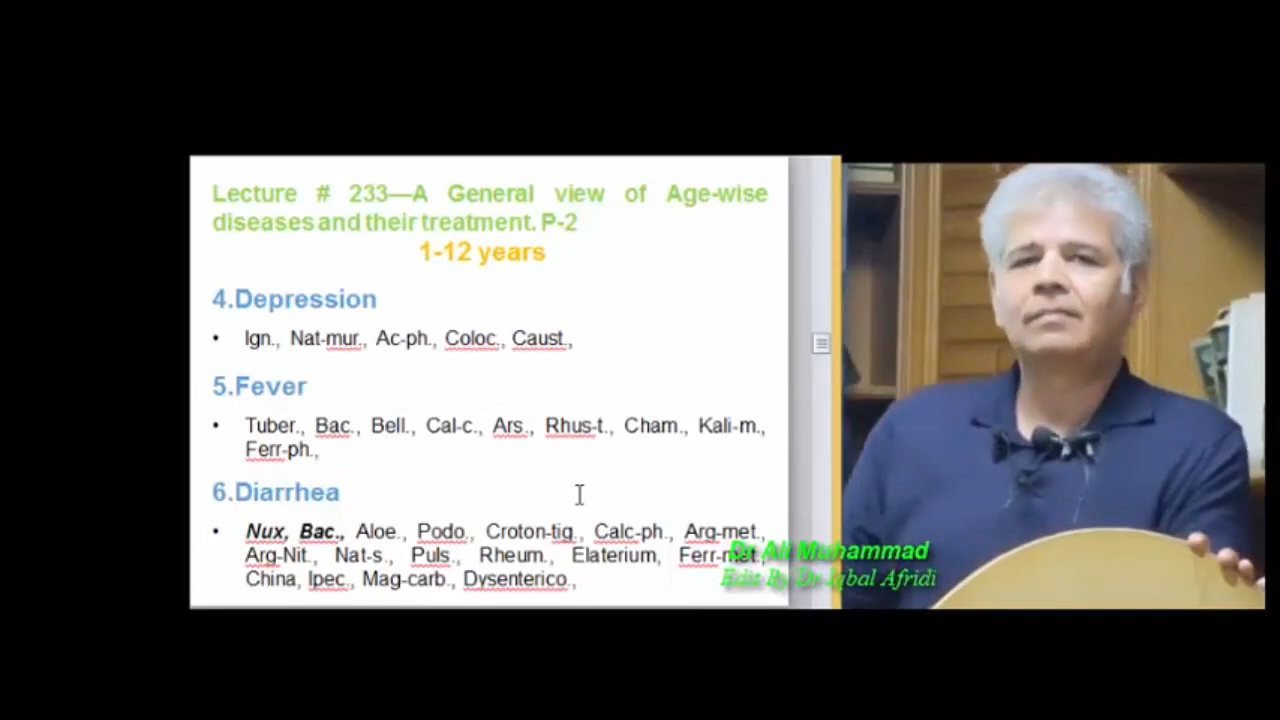 Lecture # 233—A General view of Age-wise
diseases and their treatment. P-2
1-12 years
4.Depression
• Ign., Nat-mur., Ac-ph., Coloc., Caust.,
5.Fever
• Tuber., Bac., Bell., Cal-c., Ars., Rhus-t., Cham., Kali-m.,
Ferr-ph.,
6.Diarrhea
• Nux, Bac., Aloe., Podo., Croton-tig., Calc-ph., Arg-met.,
Arg-Nit., Nat-s., Puls., Rheum., Elaterium, Ferr-met.,
China, Ipec., Mag-carb., Dysenterico.,
Dr Ali Muhammad
Edit By Dr Iqbal Afridi